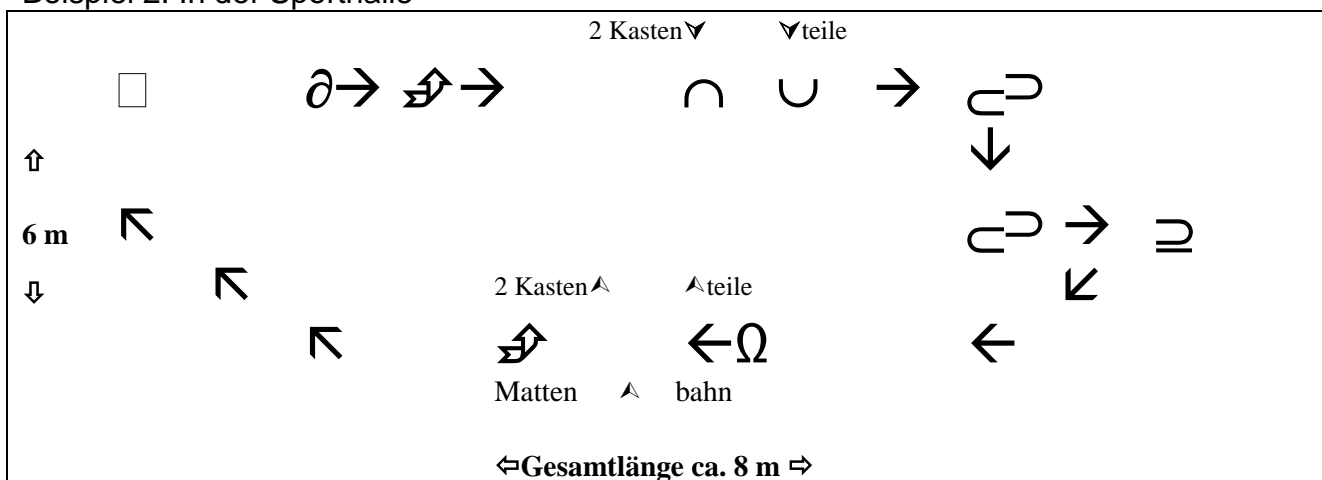 Beispiel 2: In der Sporthalle
2 Kasten⮟ ⮟teile
□ ∂→ ⮵→ ∩ ∪ → ⊂⊃
⇧ ↓
6 m ↖ ⊂⊃ → ⊇
⇩ ↖ 2 Kasten⮝ ⮝teile ↙
↖ ⮵ ←Ω ←
Matten ⮝ bahn
⇦Gesamtlänge ca. 8 m ⇨